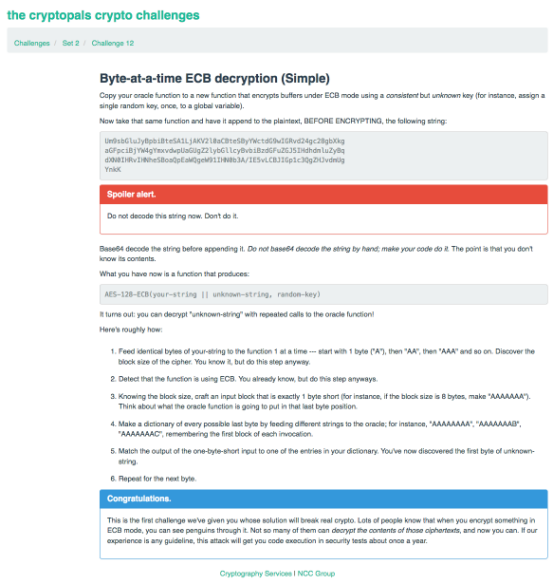 the cryptopals crypto challenges
Challenges / Set 2 / Challenge 12
Byte-at-a-time ECB decryption (Simple)
Copy your oracle function to a new function that encrypts buffers under ECB mode using a consistent but unknown key (for instance, assign a
single random key, once, to a global variable).
Now take that same function and have it append to the plaintext, BEFORE ENCRYPTING, the following string:
YnkK
Spoiler alert.
Do not decode this string now. Don't do it.
Base64 decode the string before appending it. Do not base64 decode the string by hand; make your code do it. The point is that you don't
know its contents.
What you have now is a function that produces:
AES-128-ECB(your-string || unknown-string, random-key)
It turns out: you can decrypt "unknown-string" with repeated calls to the oracle function!
Here's roughly how:
1. Feed identical bytes of your-string to the function 1 at a time --- start with 1 byte ("A"), then "AA", then "AAA" and so on. Discover the
block size of the cipher. You know it, but do this step anyway.
2. Detect that the function is using ECB. You already know, but do this step anyways.
3. Knowing the block size, craft an input block that is exactly 1 byte short (for instance, if the block size is 8 bytes, make "AAAAAAA").
Think about what the oracle function is going to put in that last byte position.
4. Make a dictionary of every possible last byte by feeding different strings to the oracle; for instance, "AAAAAAAA", "AAAAAAAB",
"AAAAAAAC", remembering the first block of each invocation.
5. Match the output of the one-byte-short input to one of the entries in your dictionary. You've now discovered the first byte of unknown-
string.
6. Repeat for the next byte.
Congratulations.
This is the first challenge we've given you whose solution will break real crypto. Lots of people know that when you encrypt something in
ECB mode, you can see penguins through it. Not so many of them can decrypt the contents of those ciphertexts, and now you can. If our
experience is any guideline, this attack will get you code execution in security tests about once a year.
Cryptography Services | NCC Group